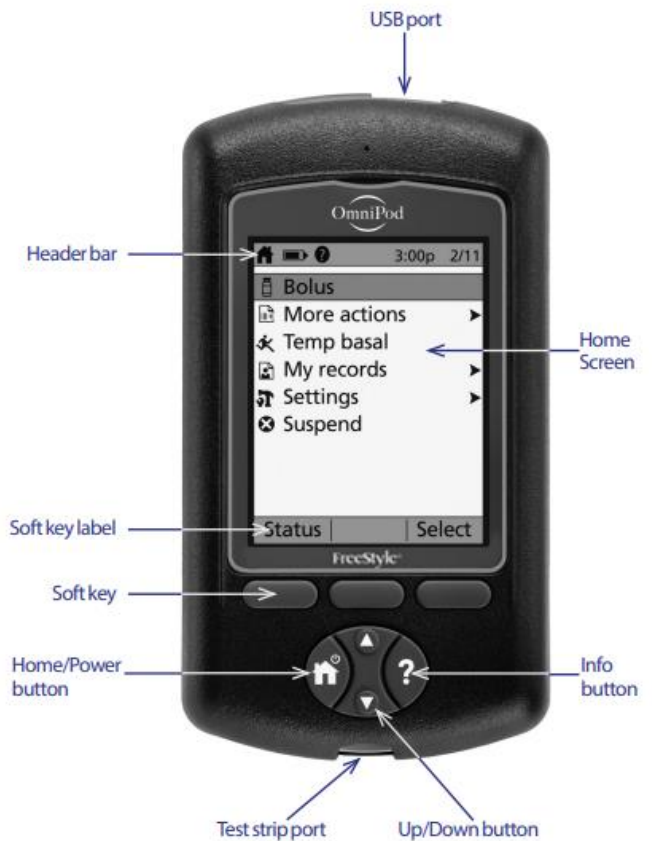 USB port
OmniPod
Header bar
3:00p 2/11
Bolus
More actions
Temp basal
Home
Screen
My records
Settings
Suspend
Soft key label
Status
Select
FreeStyle
Soft key
Home/Power
button
?
Info
button
Test strip port
Up/Down button